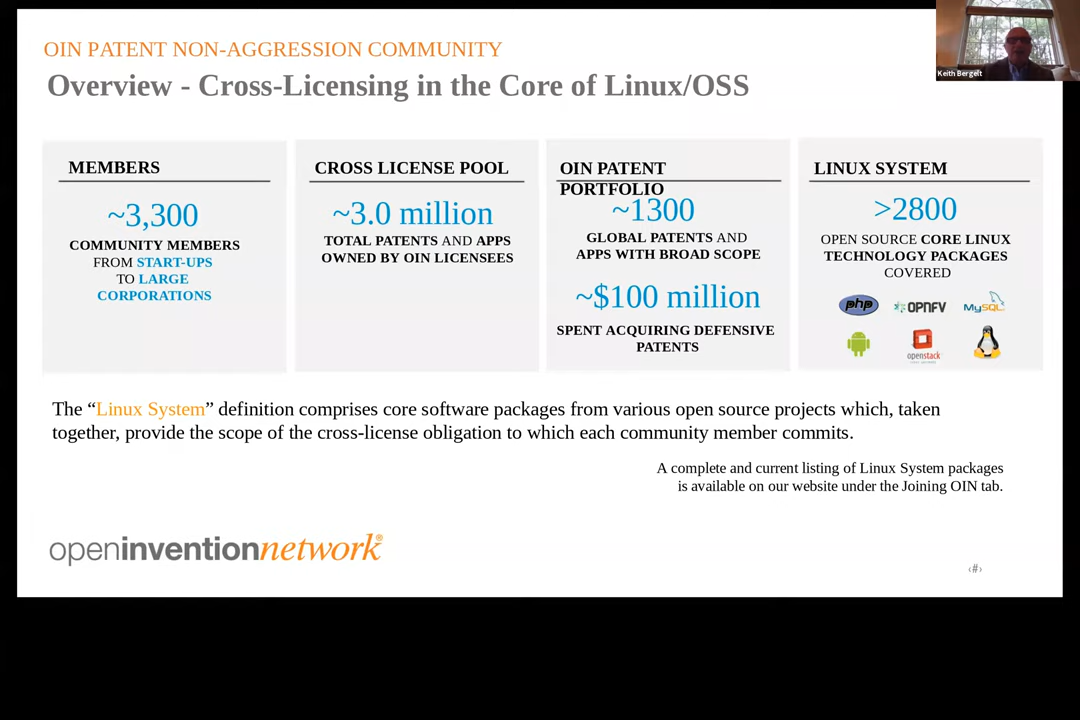 OIN PATENT NON-AGGRESSION COMMUNITY
Overview - Cross-Licensing in the Core of Linux/OSS
Keith Bergelt
MEMBERS
~3,300
COMMUNITY MEMBERS
FROM START-UPS
TO LARGE
CORPORATIONS
CROSS LICENSE POOL
~3.0 million
TOTAL PATENTS AND APPS
OWNED BY OIN LICENSEES
OIN PATENT
PORTFOLIO
~1300
GLOBAL PATENTS AND
APPS WITH BROAD SCOPE
~$100 million
SPENT ACQUIRING DEFENSIVE
PATENTS
LINUX SYSTEM
>2800
OPEN SOURCE CORE LINUX
TECHNOLOGY PACKAGES
COVERED
php OPNFV MySQL
openstack
The “Linux System” definition comprises core software packages from various open source projects which, taken
together, provide the scope of the cross-license obligation to which each community member commits.
A complete and current listing of Linux System packages
is available on our website under the Joining OIN tab.
openinventionnetwork®
‹#›